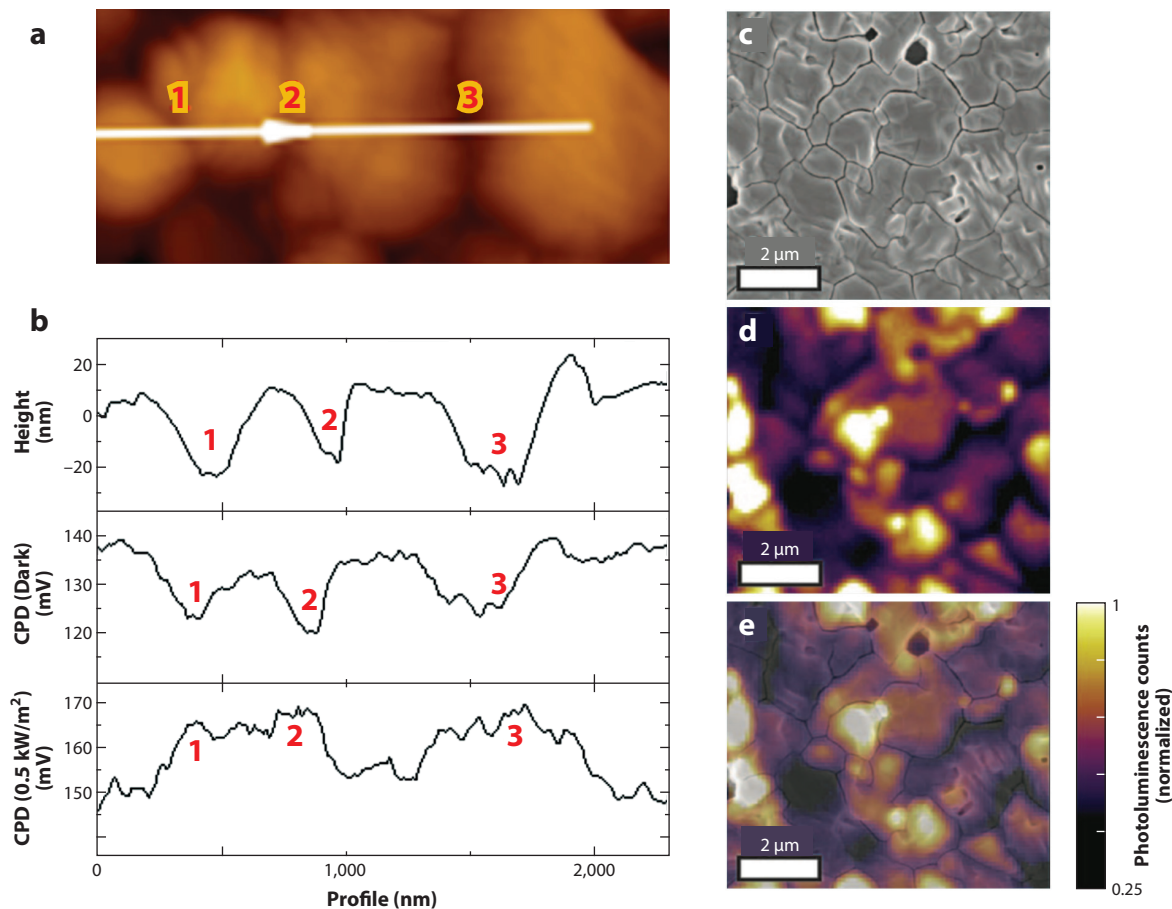 a
1 2 3
b
Height
(nm)
20
0
−20
1 2 3
CPD (Dark)
(mV)
140
130
120
1 2 3
CPD (0.5 kW/m²)
(mV)
170
160
150
1 2 3
0 1,000 2,000
Profile (nm)
c
2 µm
d
2 µm
e
2 µm
1
0.25
Photoluminescence counts
(normalized)